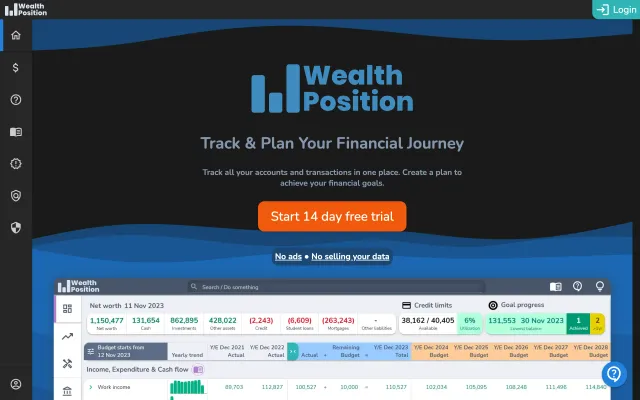 Wealth
Position
Login
Wealth
Position
Track & Plan Your Financial Journey
Track all your accounts and transactions in one place. Create a plan to
achieve your financial goals.
Start 14 day free trial
No ads • No selling your data
Wealth
Position
Search / Do something
Net worth 11 Nov 2023
Credit limits
Goal progress
1,150,477 131,654 862,895 428,022 (2,243) (6,609) (263,243) -
38,162 / 40,405 6% 131,553 30 Nov 2023 1 2
Net worth Cash Investments Other assets Credit Student loans Mortgages Other liabilities
Available Utilisation Lowest balance Achieved
Budget starts from
12 Nov 2023
Yearly trend
Y/E Dec 2021
Actual
Y/E Dec 2022
Actual
Actual +
Remaining
Budget =
Y/E Dec 2023
Total
Y/E Dec 2024
Budget
Y/E Dec 2025
Budget
Y/E Dec 2026
Budget
Y/E Dec 2027
Budget
Y/E Dec 2028
Budget
Income, Expenditure & Cash flow
Work income 89,703 112,827 100,527 + 10,000 = 110,527 102,034 105,095 108,248 111,496 114,840